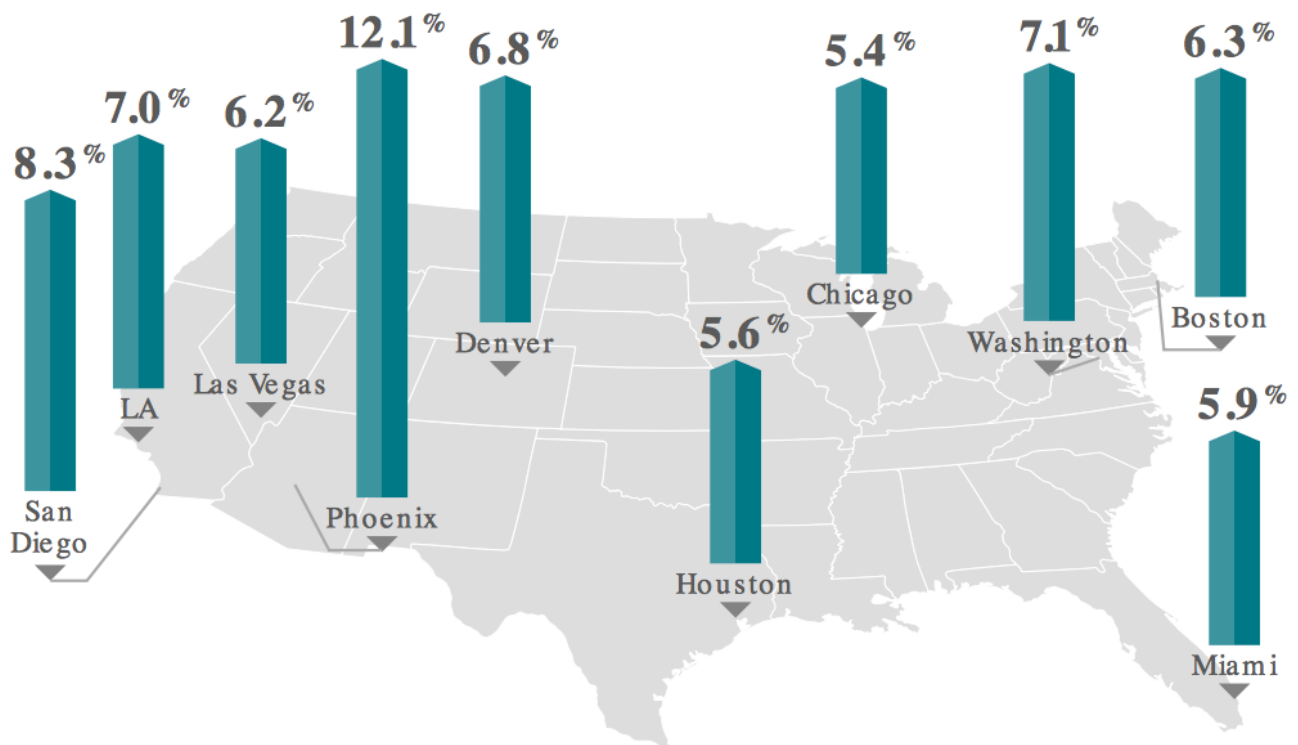 8.3%
San
Diego
7.0%
LA
6.2%
Las Vegas
12.1%
Phoenix
6.8%
Denver
5.6%
Houston
5.4%
Chicago
7.1%
Washington
6.3%
Boston
5.9%
Miami